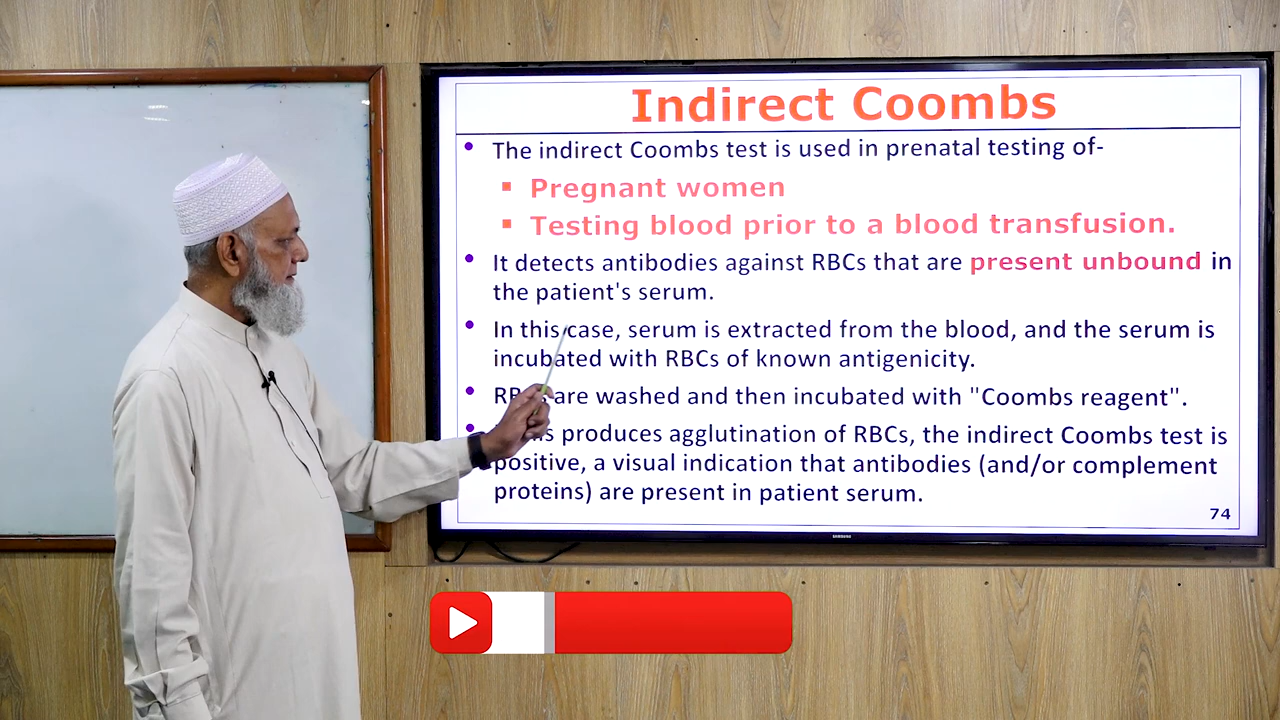 Indirect Coombs
• The indirect Coombs test is used in prenatal testing of-
▪ Pregnant women
▪ Testing blood prior to a blood transfusion.
• It detects antibodies against RBCs that are present unbound in
the patient's serum.
• In this case, serum is extracted from the blood, and the serum is
incubated with RBCs of known antigenicity.
• are washed and then incubated with "Coombs reagent".
• produces agglutination of RBCs, the indirect Coombs test is
positive, a visual indication that antibodies (and/or complement
proteins) are present in patient serum.
74
SAMSUNG